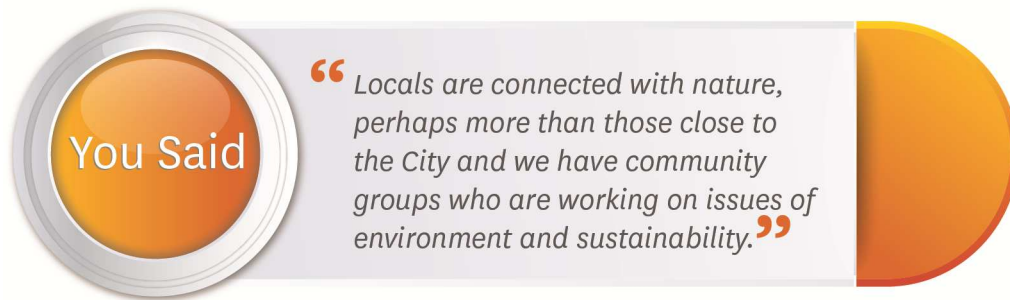 You Said
“ Locals are connected with nature,
perhaps more than those close to
the City and we have community
groups who are working on issues of
environment and sustainability.”